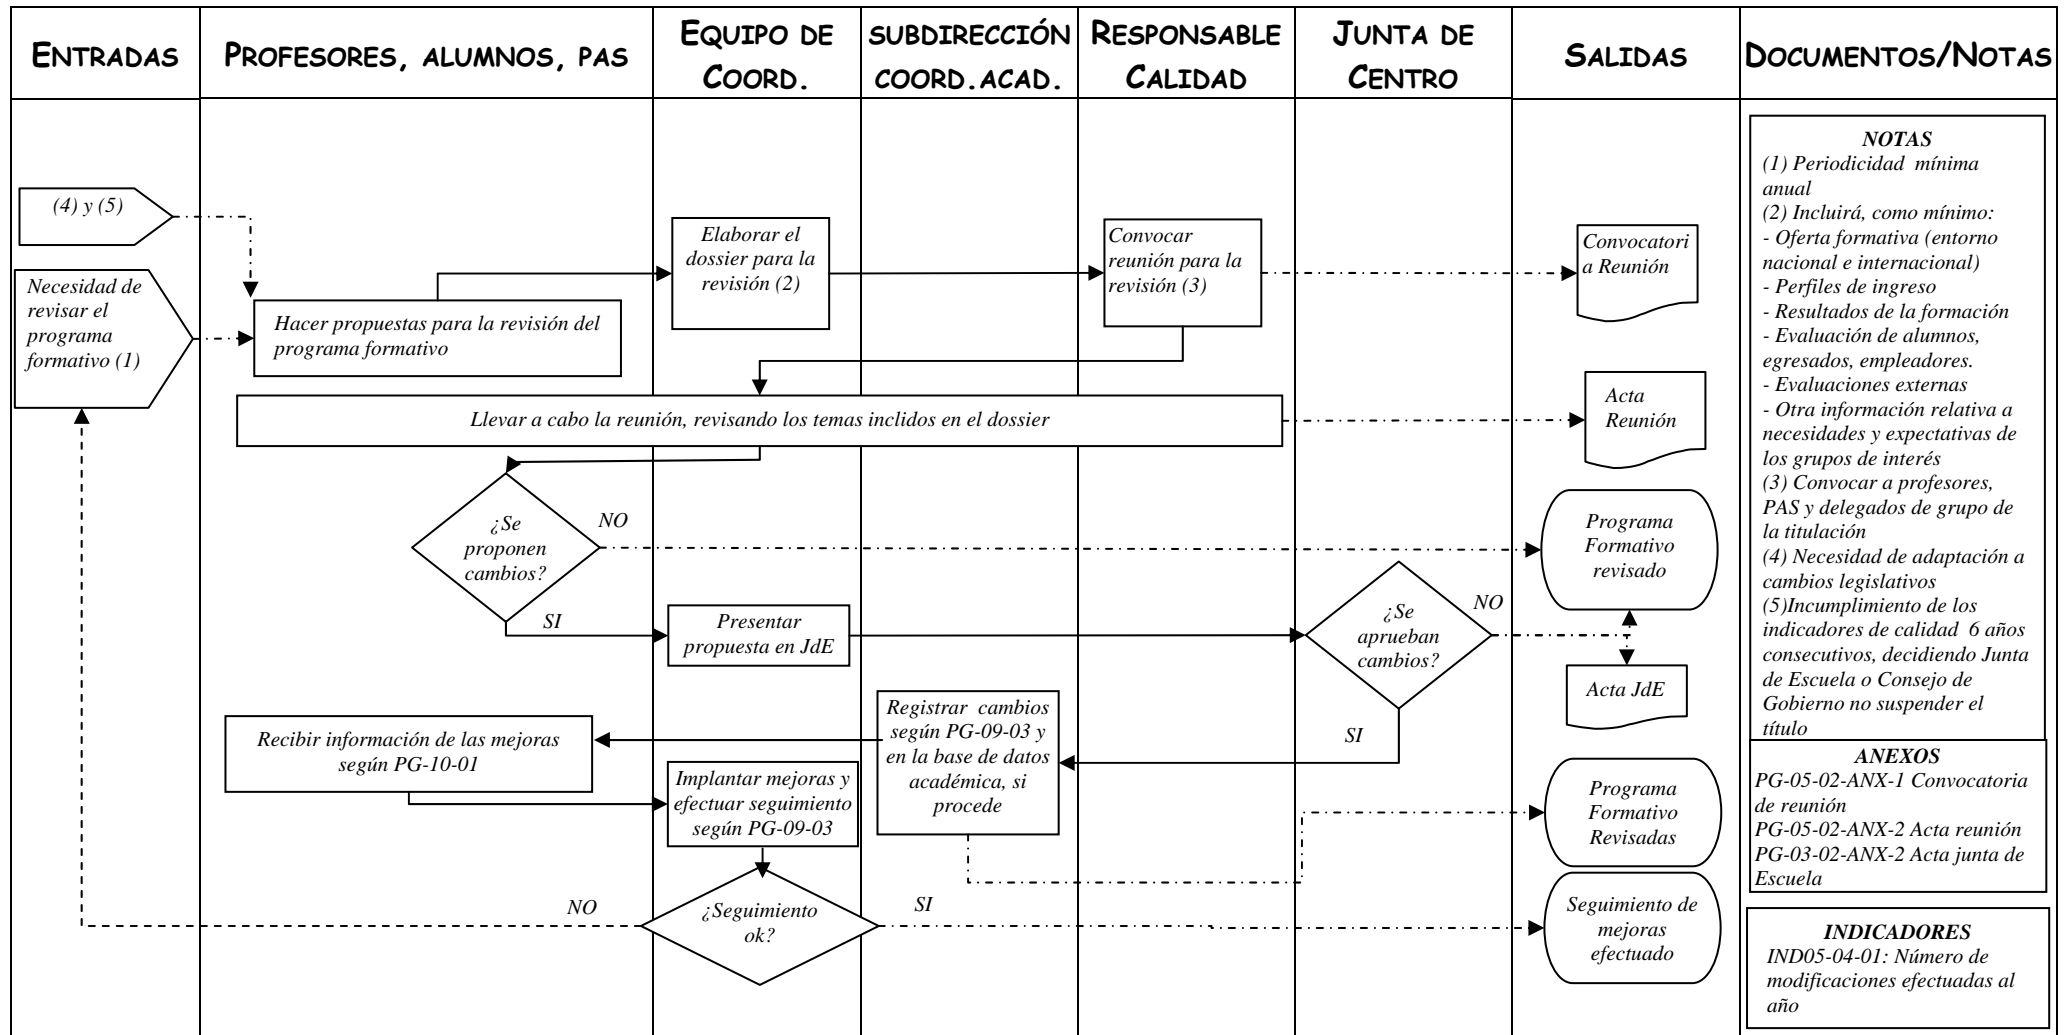 ENTRADAS
PROFESORES, ALUMNOS, PAS
EQUIPO DE
COORD.
SUBDIRECCIÓN
COORD.ACAD.
RESPONSABLE
CALIDAD
JUNTA DE
CENTRO
SALIDAS
DOCUMENTOS/NOTAS
(4) y (5)
Necesidad de
revisar el
programa
formativo (1)
Hacer propuestas para la revisión del
programa formativo
Elaborar el
dossier para la
revisión (2)
Convocar
reunión para la
revisión (3)
Convocatori
a Reunión
Llevar a cabo la reunión, revisando los temas inclidos en el dossier
Acta
Reunión
¿Se
proponen
cambios?
NO
SI
Programa
Formativo
revisado
Presentar
propuesta en JdE
¿Se
aprueban
cambios?
NO
SI
Acta JdE
Registrar cambios
según PG-09-03 y
en la base de datos
académica, si
procede
Recibir información de las mejoras
según PG-10-01
Implantar mejoras y
efectuar seguimiento
según PG-09-03
Programa
Formativo
Revisadas
¿Seguimiento
ok?
NO
SI
Seguimiento de
mejoras
efectuado
NOTAS
(1) Periodicidad mínima
anual
(2) Incluirá, como mínimo:
- Oferta formativa (entorno
nacional e internacional)
- Perfiles de ingreso
- Resultados de la formación
- Evaluación de alumnos,
egresados, empleadores.
- Evaluaciones externas
- Otra información relativa a
necesidades y expectativas de
los grupos de interés
(3) Convocar a profesores,
PAS y delegados de grupo de
la titulación
(4) Necesidad de adaptación a
cambios legislativos
(5)Incumplimiento de los
indicadores de calidad 6 años
consecutivos, decidiendo Junta
de Escuela o Consejo de
Gobierno no suspender el
título
ANEXOS
PG-05-02-ANX-1 Convocatoria
de reunión
PG-05-02-ANX-2 Acta reunión
PG-03-02-ANX-2 Acta junta de
Escuela
INDICADORES
IND05-04-01: Número de
modificaciones efectuadas al
año